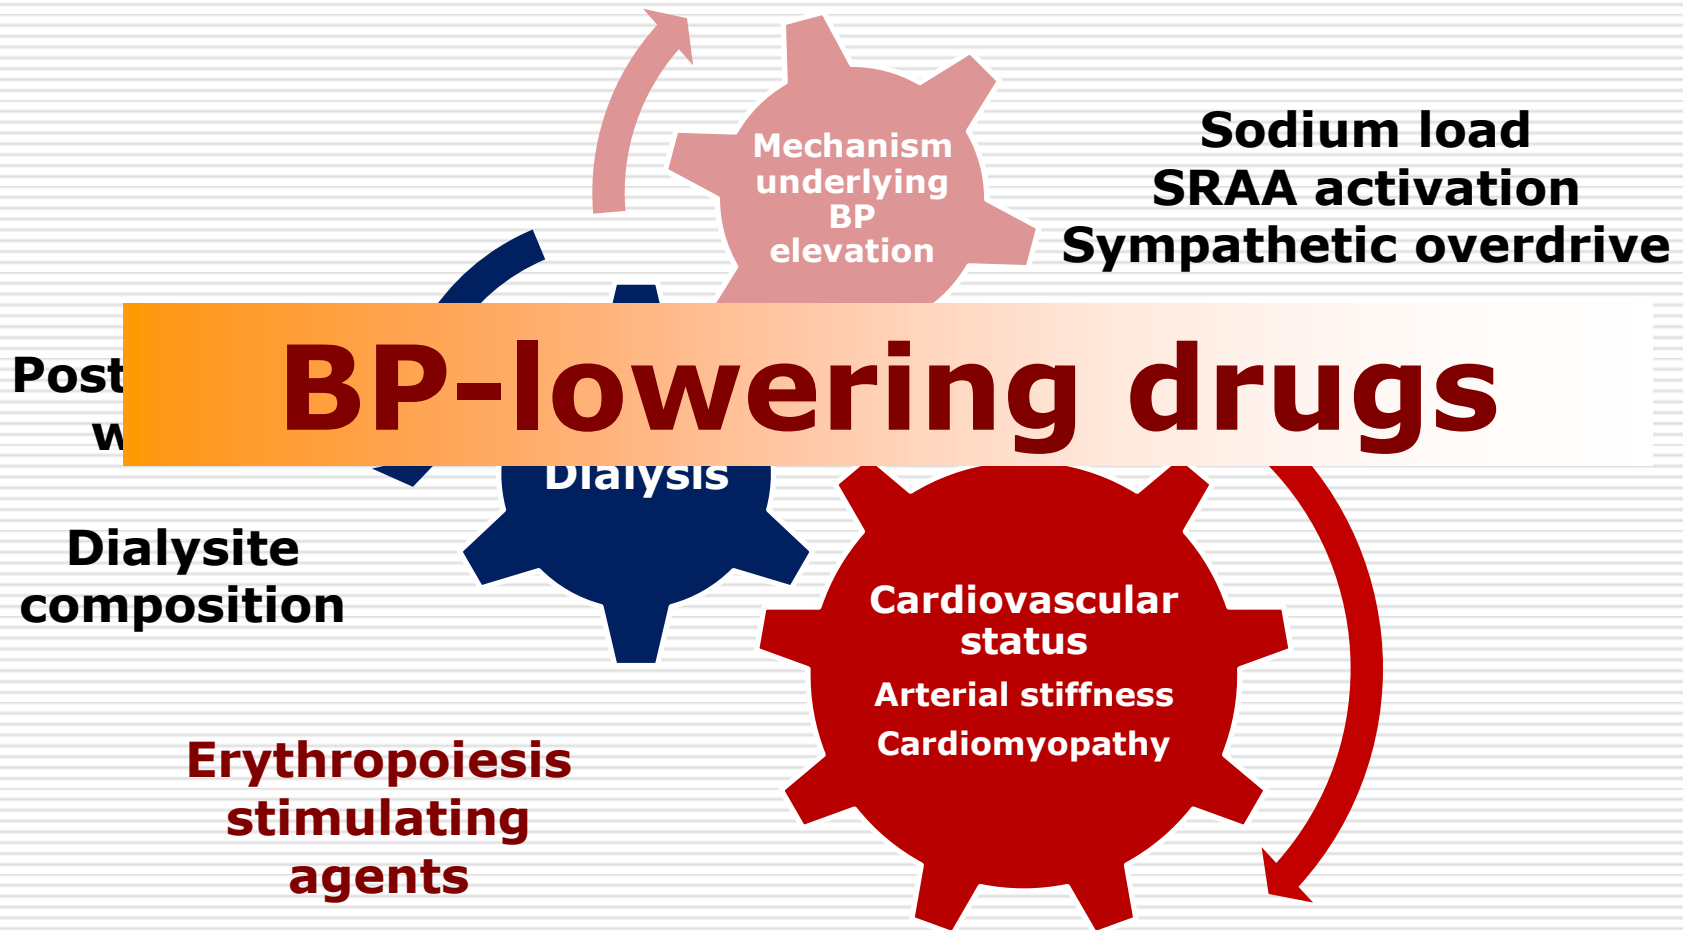 Mechanism
underlying
BP
elevation
Sodium load
SRAA activation
Sympathetic overdrive
BP-lowering drugs
Post
w
Dialysis
Dialysite
composition
Cardiovascular
status
Arterial stiffness
Cardiomyopathy
Erythropoiesis
stimulating
agents